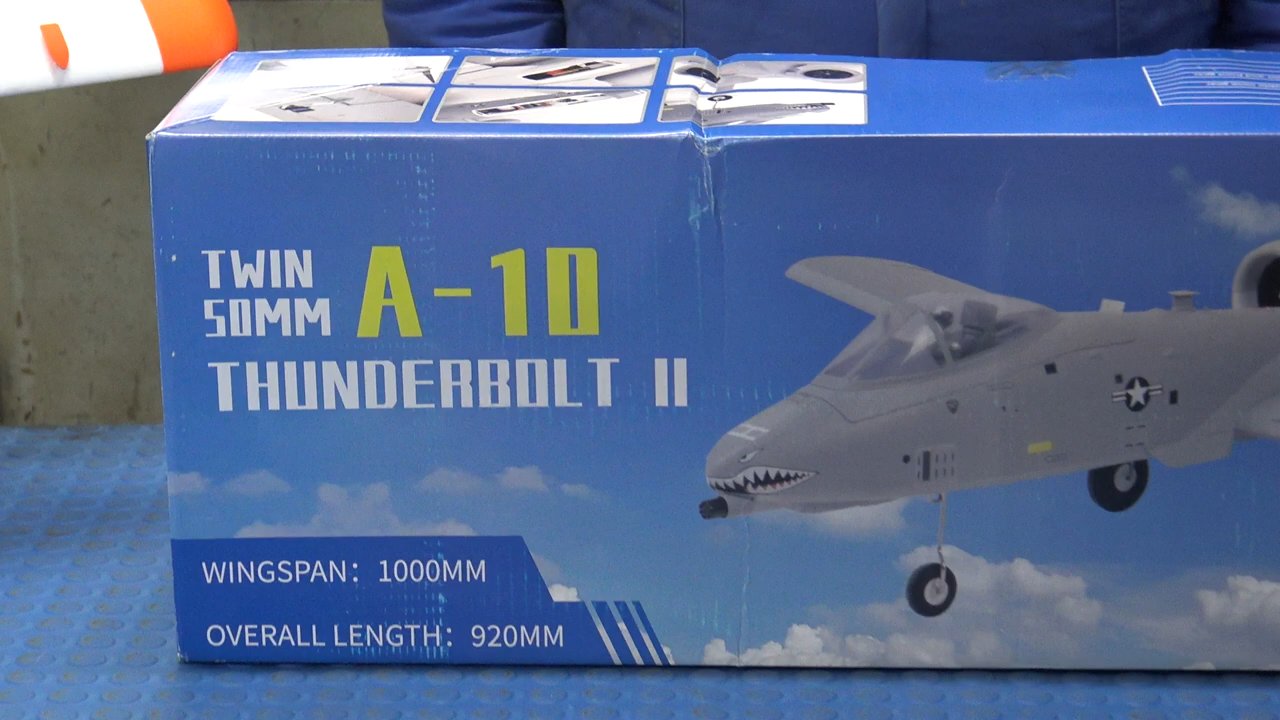 TWIN
50MM
A-10
THUNDERBOLT II
WINGSPAN: 1000MM
OVERALL LENGTH: 920MM